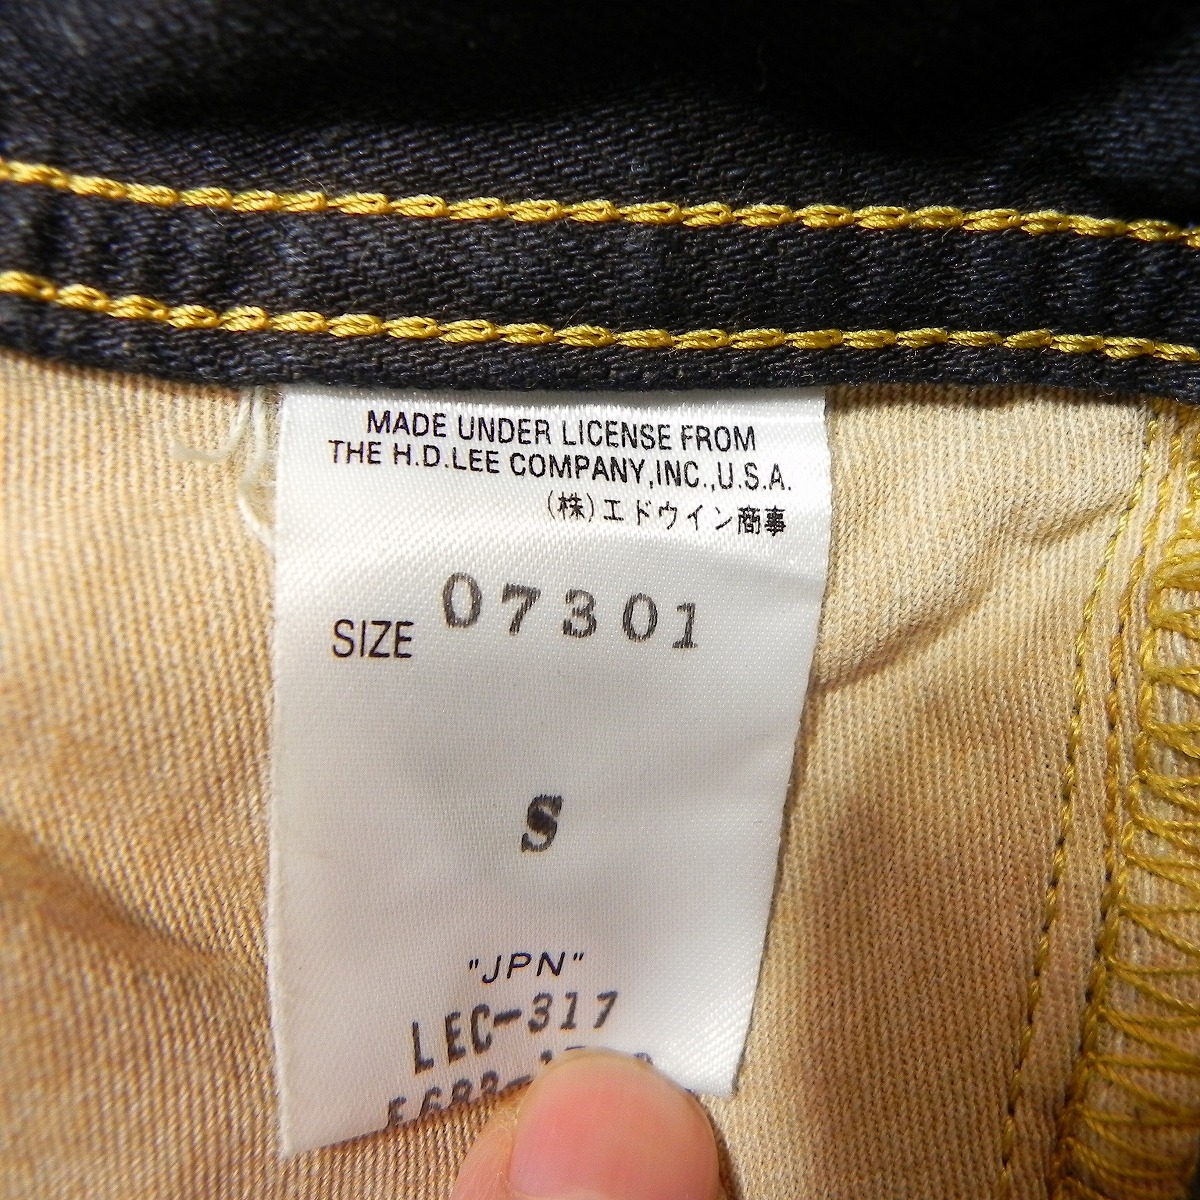 MADE UNDER LICENSE FROM
THE H.D.LEE COMPANY,INC.,U.S.A.
(株)エドウイン商事
SIZE 07301
S
"JPN"
LEC-317